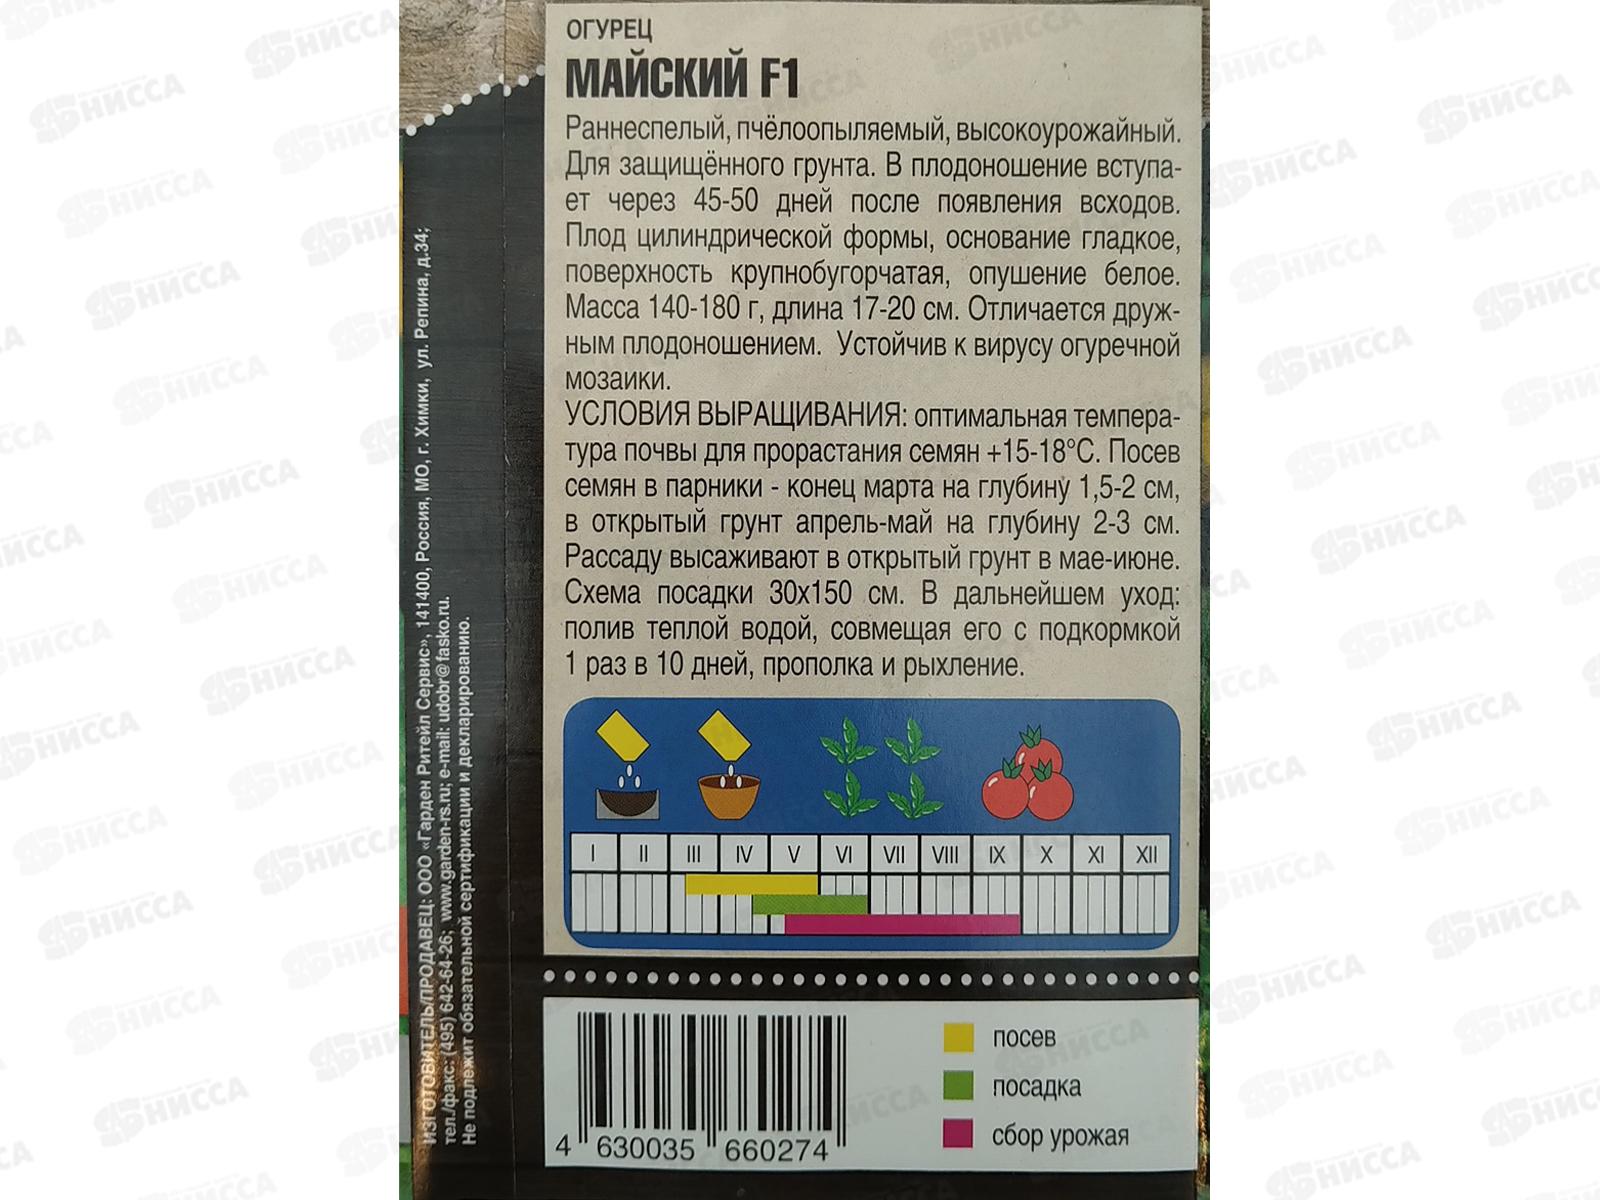 ОГУРЕЦ
МАЙСКИЙ F1
Раннеспелый, пчёлоопыляемый, высокоурожайный.
Для защищённого грунта. В плодоношение вступа-
ет через 45-50 дней после появления всходов.
Плод цилиндрической формы, основание гладкое,
поверхность крупнобугорчатая, опушение белое.
Масса 140-180 г, длина 17-20 см. Отличается друж-
ным плодоношением. Устойчив к вирусу огуречной
мозаики.
УСЛОВИЯ ВЫРАЩИВАНИЯ: оптимальная темпера-
тура почвы для прорастания семян +15-18°С. Посев
семян в парники - конец марта на глубину 1,5-2 см,
в открытый грунт апрель-май на глубину 2-3 см.
Рассаду высаживают в открытый грунт в мае-июне.
Схема посадки 30х150 см. В дальнейшем уход:
полив теплой водой, совмещая его с подкормкой
1 раз в 10 дней, прополка и рыхление.
I II III IV V VI VII VIII IX X XI XII
посев
посадка
сбор урожая
4 630035 660274
ИЗГОТОВИТЕЛЬ/ПРОДАВЕЦ: ООО «Гарден Ритейл Сервис», 141400, Россия, МО, г. Химки, ул. Репина, д.34;
тел./факс: (495) 642-64-26; www.garden-rs.ru; e-mail: udobr@fasko.ru.
Не подлежит обязательной сертификации и декларированию.
НИССА